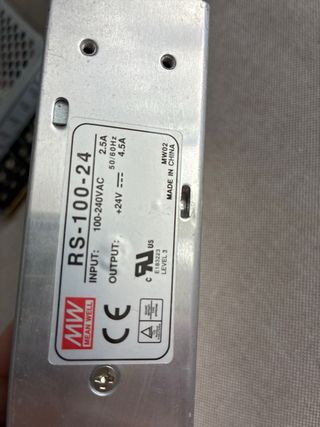 RS-100-24
INPUT: 100-240VAC 2.5A
50/60Hz
OUTPUT: +24V 4.5A
MW
MEAN WELL
CE
c UR US
E183223
LEVEL 3
MW02
MADE IN CHINA